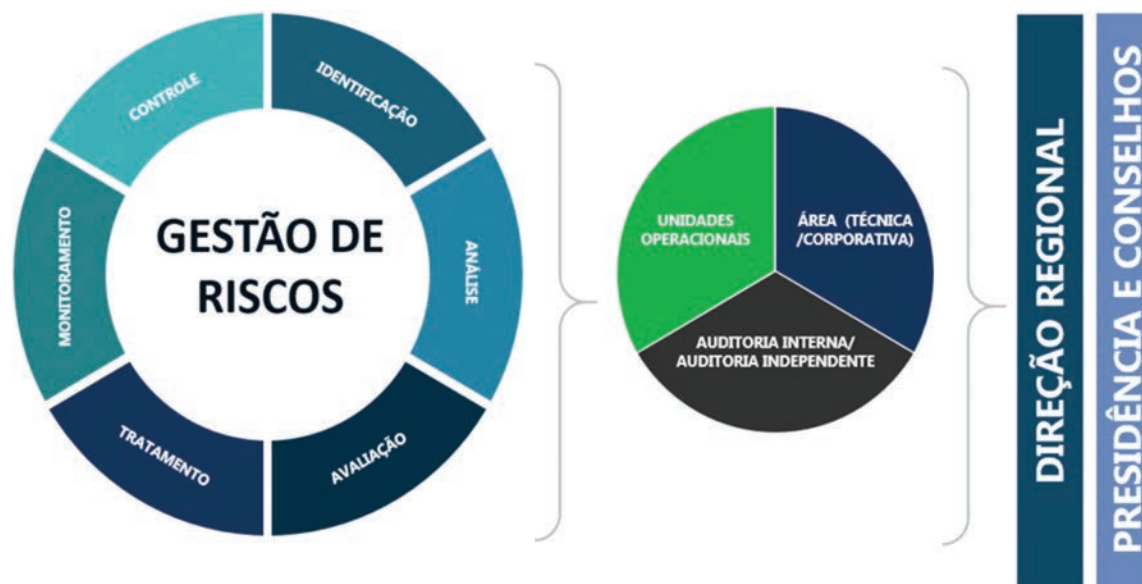 CONTROLE
IDENTIFICAÇÃO
MONITORAMENTO
GESTÃO DE
RISCOS
ANÁLISE
TRATAMENTO
AVALIAÇÃO
UNIDADES
OPERACIONAIS
ÁREA (TÉCNICA
/CORPORATIVA)
AUDITORIA INTERNA/
AUDITORIA INDEPENDENTE
DIREÇÃO REGIONAL
PRESIDÊNCIA E CONSELHOS